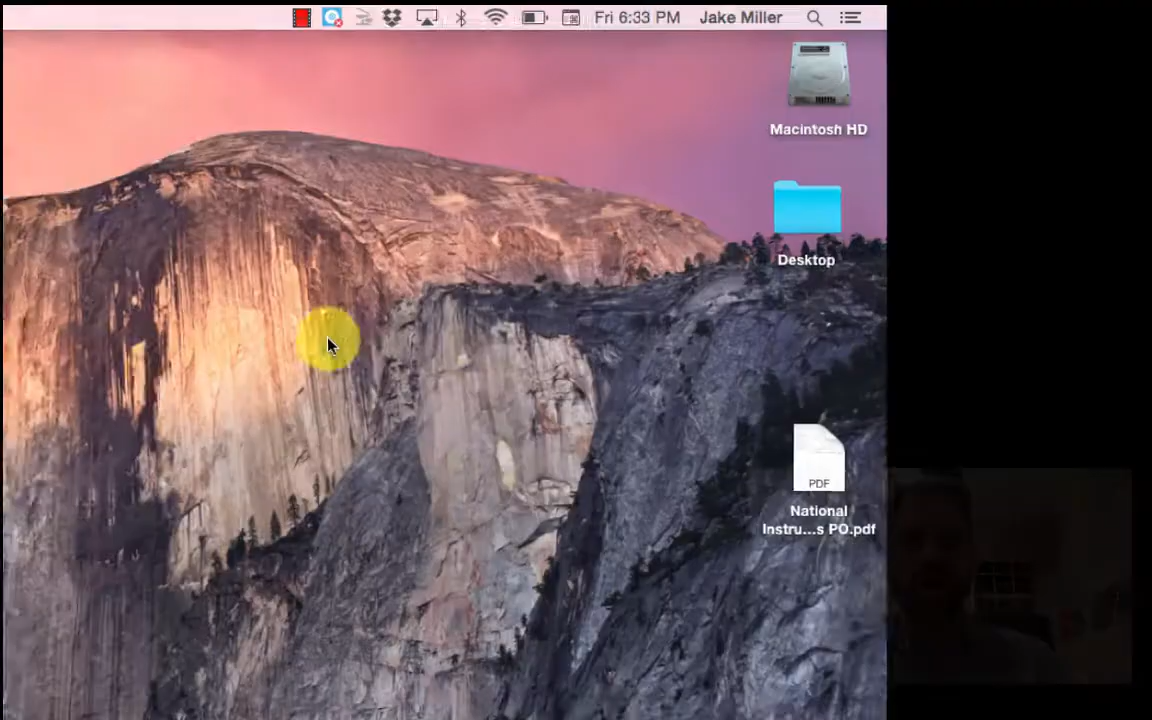 Fri 6:33 PM Jake Miller
Macintosh HD
Desktop
PDF
National
Instru...s PO.pdf